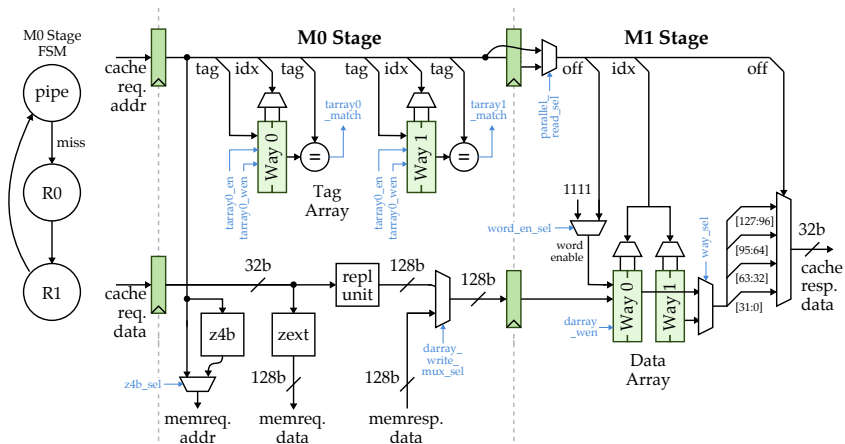 M0 Stage
FSM
pipe
miss
R0
R1
M0 Stage
M1 Stage
cache
req.
addr
tag
idx
tag
tag
idx
tag
off
idx
off
Way 0
=
tarray0
_match
tarray0_en
tarray0_wen
Tag
Array
Way 1
=
tarray1
_match
tarray0_en
tarray0_wen
parallel_
read_sel
1111
word_en_sel
word
enable
way_sel
[127:96]
[95:64]
[63:32]
[31:0]
32b
cache
resp.
data
cache
req.
data
32b
repl
unit
128b
128b
z4b
zext
z4b_sel
128b
128b
darray_
write_
mux_sel
memreq.
addr
memreq.
data
memresp.
data
Way 0
Way 1
darray
_wen
Data
Array